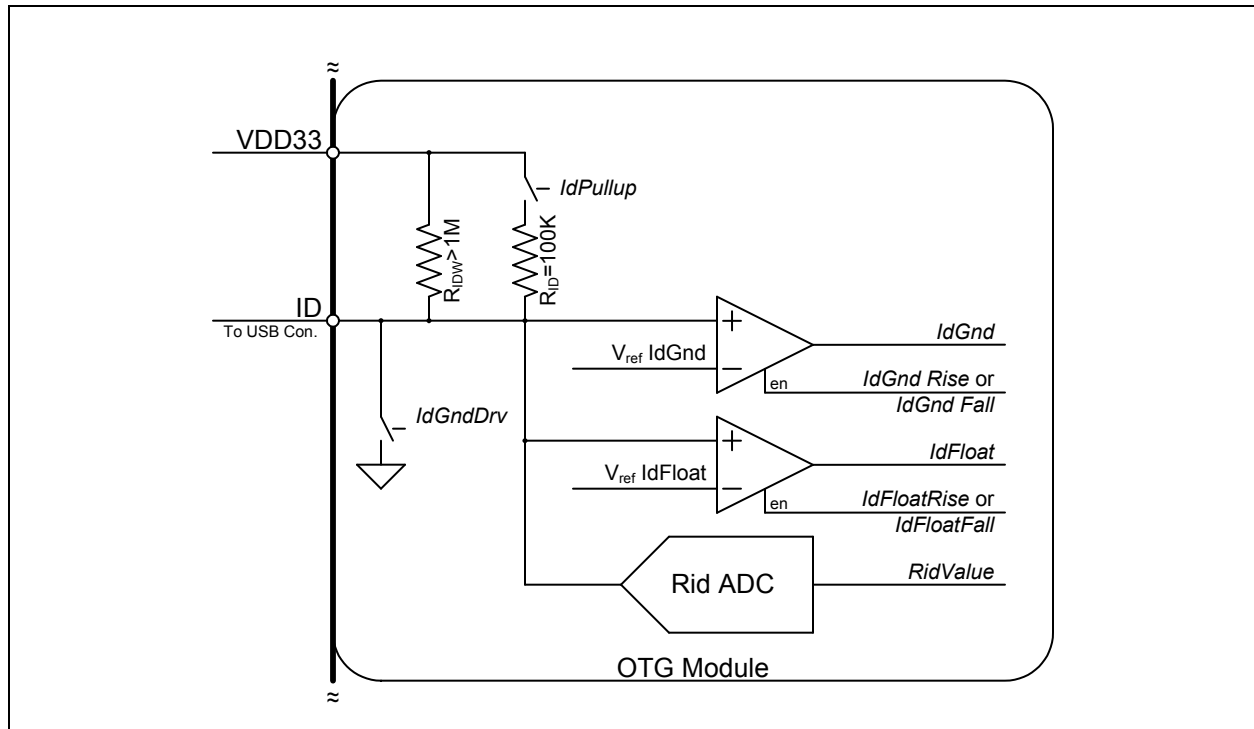 ≈
VDD33
IdPullup
R_IDW>1M
R_ID=100K
ID
To USB Con.
IdGnd
V_ref IdGnd
en
IdGnd Rise or
IdGnd Fall
IdGndDrv
IdFloat
V_ref IdFloat
en
IdFloatRise or
IdFloatFall
Rid ADC
RidValue
OTG Module
≈